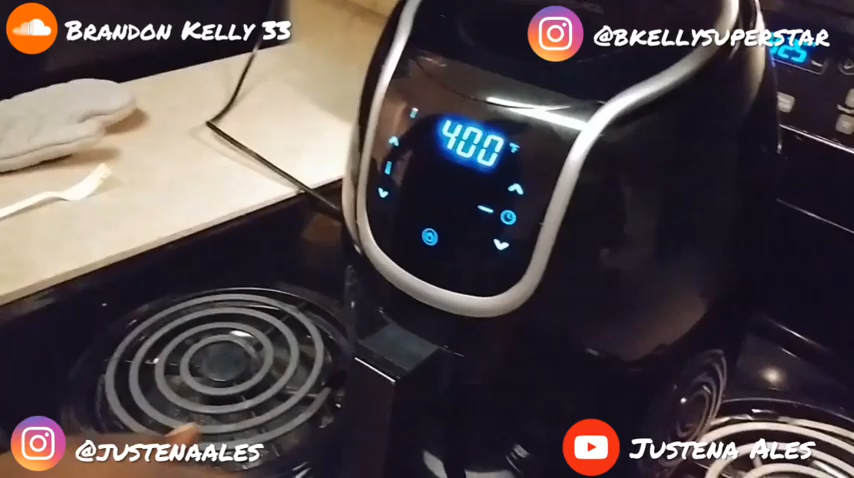 Brandon Kelly 33
@bkellysuperstar
400 °F
@justenaales
Justena Ales